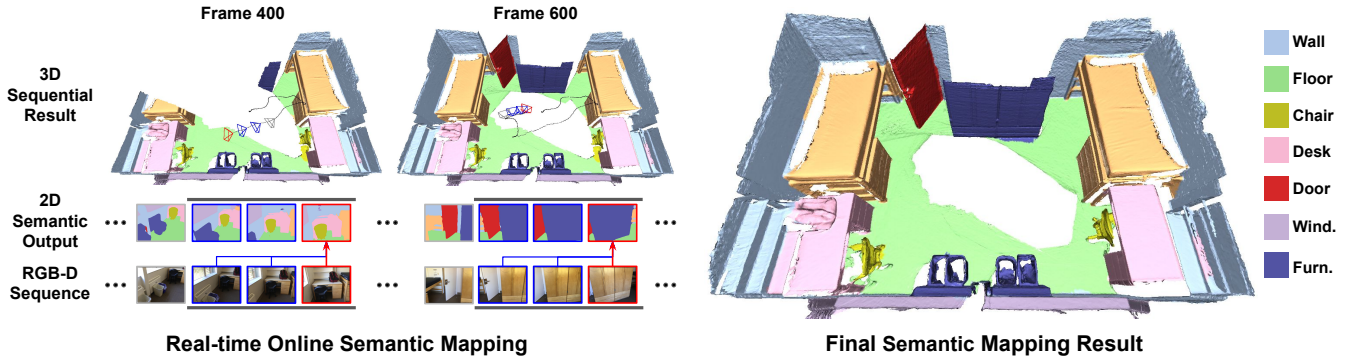 Frame 400
Frame 600
3D
Sequential
Result
2D
Semantic
Output
RGB-D
Sequence
Real-time Online Semantic Mapping
Final Semantic Mapping Result
Wall
Floor
Chair
Desk
Door
Wind.
Furn.